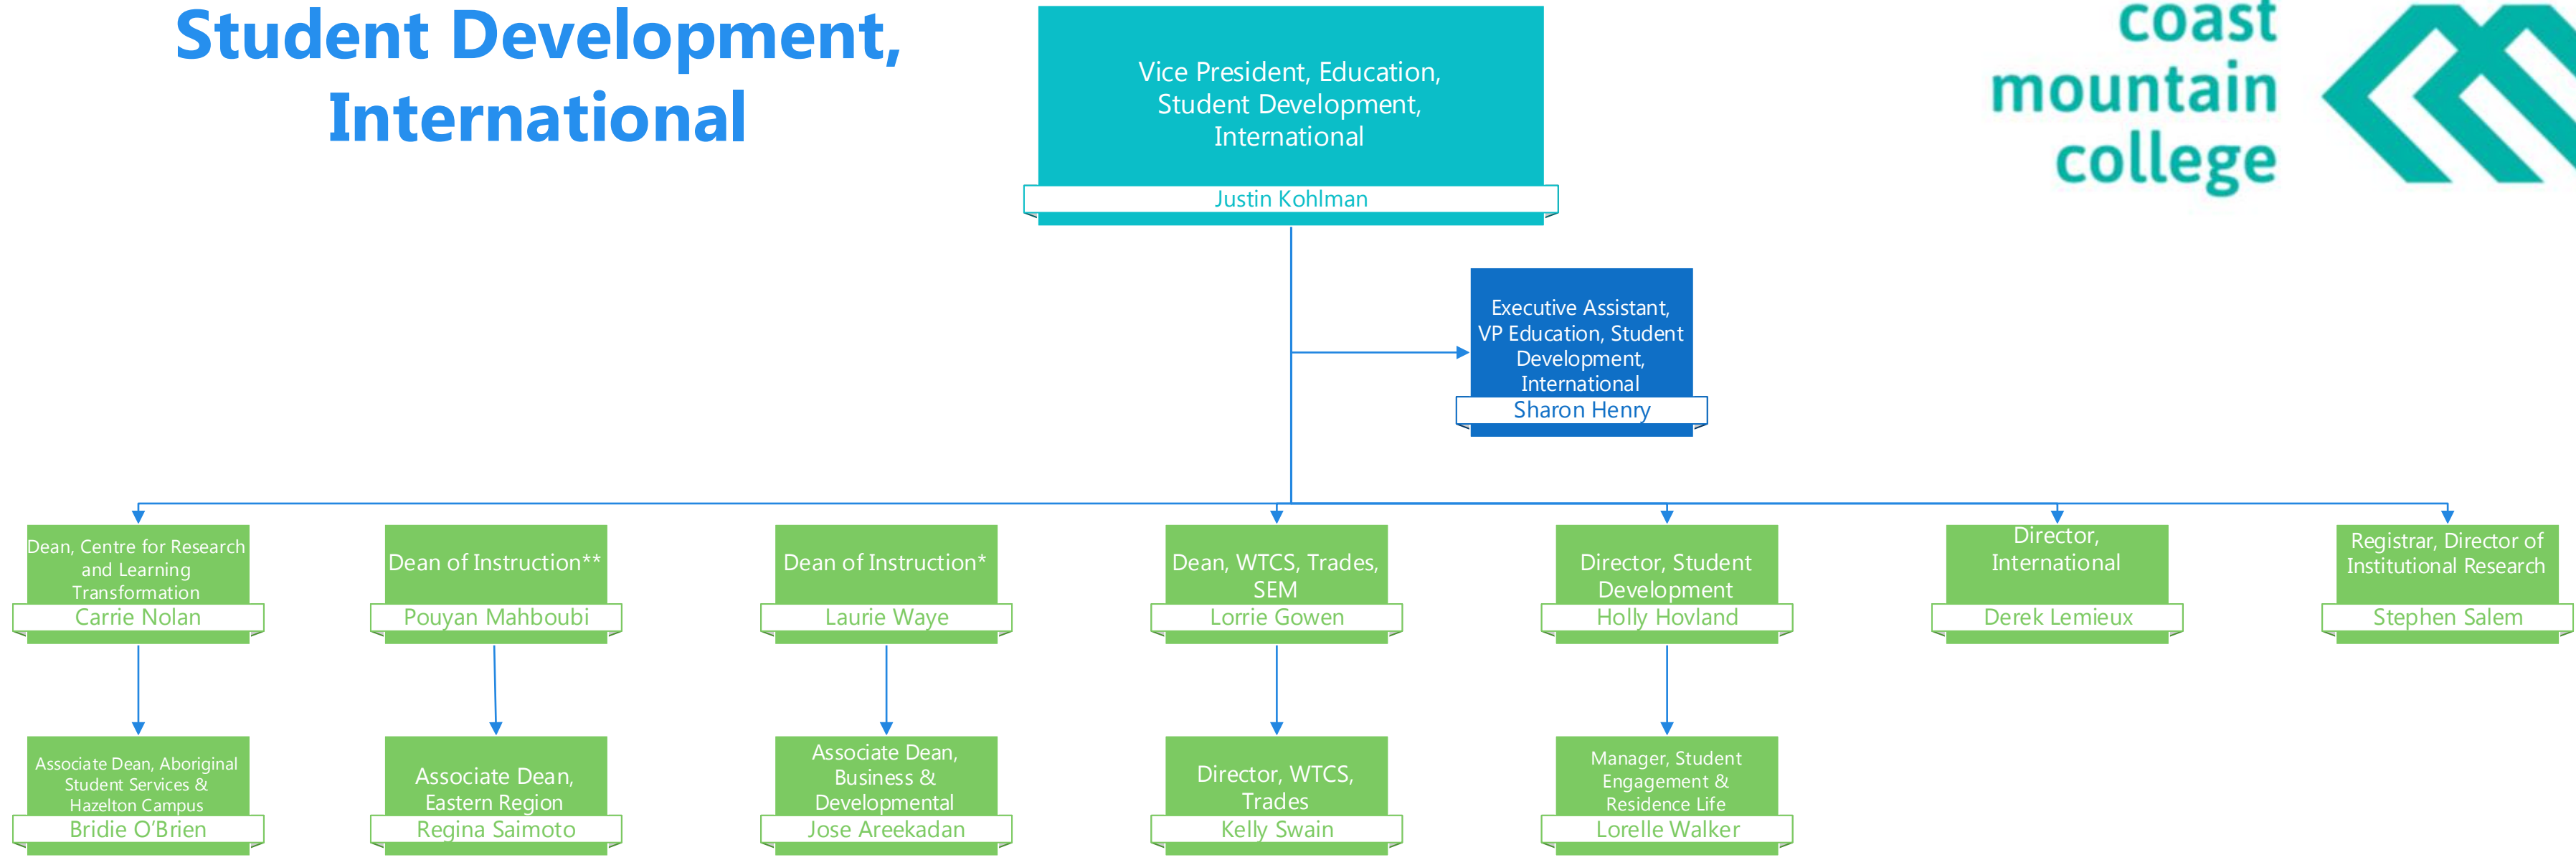 Student Development,
International
Vice President, Education,
Student Development,
International
Justin Kohlman
coast
mountain
college
Executive Assistant,
VP Education, Student
Development,
International
Sharon Henry
Dean, Centre for Research
and Learning
Transformation
Carrie Nolan
Dean of Instruction**
Pouyan Mahboubi
Dean of Instruction*
Laurie Waye
Dean, WTCS, Trades,
SEM
Lorrie Gowen
Director, Student
Development
Holly Hovland
Director,
International
Derek Lemieux
Registrar, Director of
Institutional Research
Stephen Salem
Associate Dean, Aboriginal
Student Services &
Hazelton Campus
Bridie O’Brien
Associate Dean,
Eastern Region
Regina Saimoto
Associate Dean,
Business &
Developmental
Jose Areekadan
Director, WTCS,
Trades
Kelly Swain
Manager, Student
Engagement &
Residence Life
Lorelle Walker